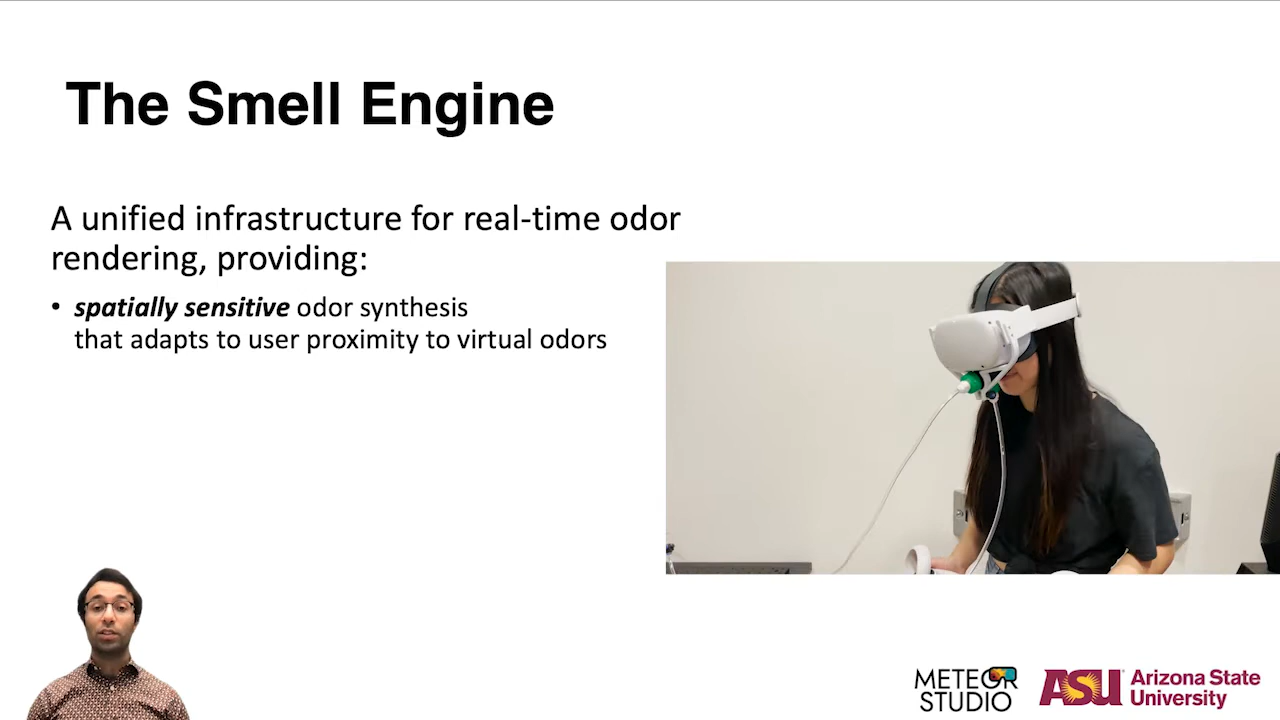 The Smell Engine
A unified infrastructure for real-time odor
rendering, providing:
• spatially sensitive odor synthesis
that adapts to user proximity to virtual odors
METEOR
STUDIO
ASU
Arizona State
University